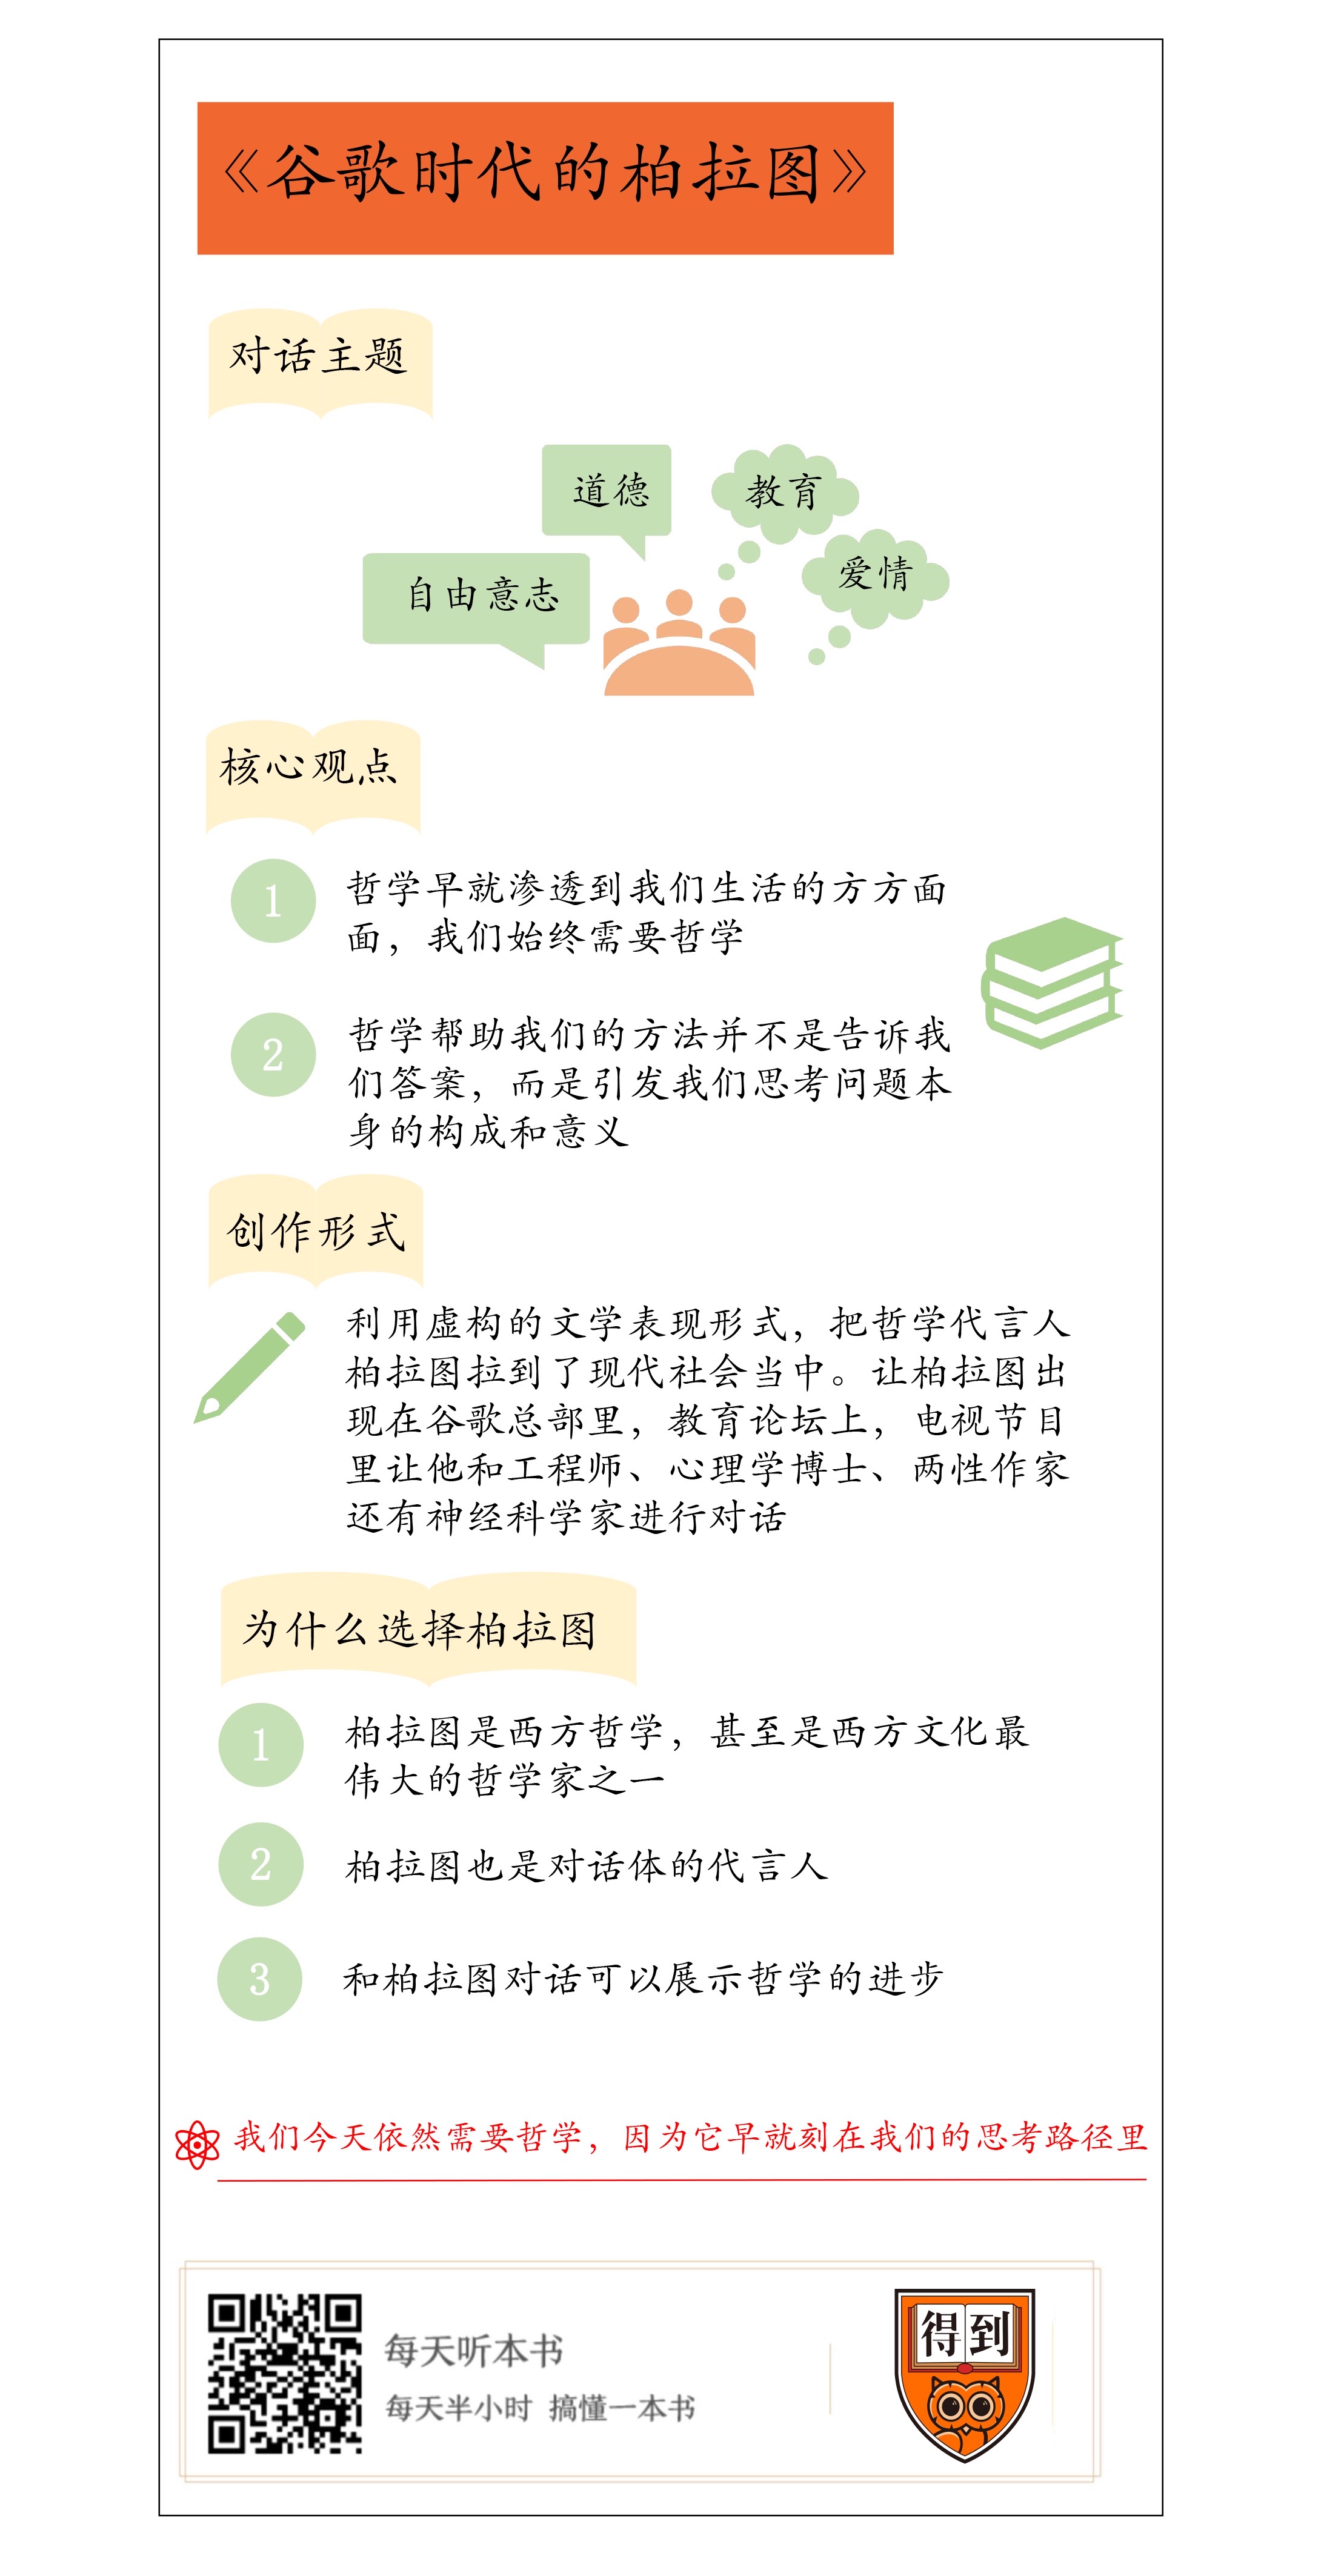 《谷歌时代的柏拉图》
对话主题
道德
教育
爱情
自由意志
核心观点
1
哲学早就渗透到我们生活的方方面
面，我们始终需要哲学
2
哲学帮助我们的方法并不是告诉我
们答案，而是引发我们思考问题本
身的构成和意义
创作形式
利用虚构的文学表现形式，把哲学代言人
柏拉图拉到了现代社会当中。让柏拉图出
现在谷歌总部里，教育论坛上，电视节目
里让他和工程师、心理学博士、两性作家
还有神经科学家进行对话
为什么选择柏拉图
1
柏拉图是西方哲学，甚至是西方文化最
伟大的哲学家之一
2
柏拉图也是对话体的代言人
3
和柏拉图对话可以展示哲学的进步
我们今天依然需要哲学，因为它早就刻在我们的思考路径里
每天听本书
每天半小时 搞懂一本书
得到